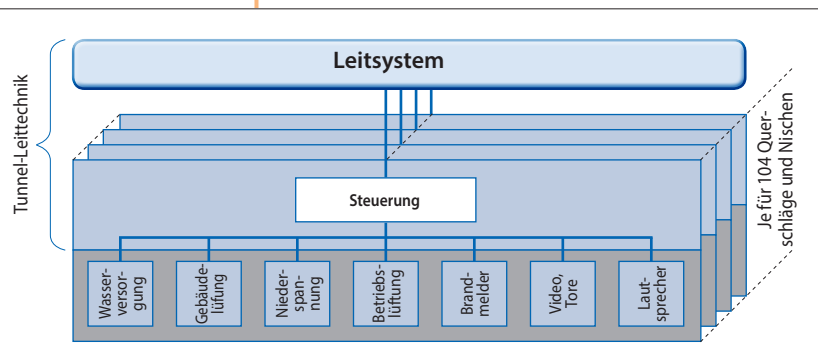 Leitsystem
Tunnel-Leittechnik
Steuerung
Wasser-
versor-
gung
Gebäude-
lüfung
Nieder-
span-
nung
Betriebs-
lüftung
Brand-
melder
Video,
Tore
Laut-
sprecher
Je für 104 Quer-
schläge und Nischen